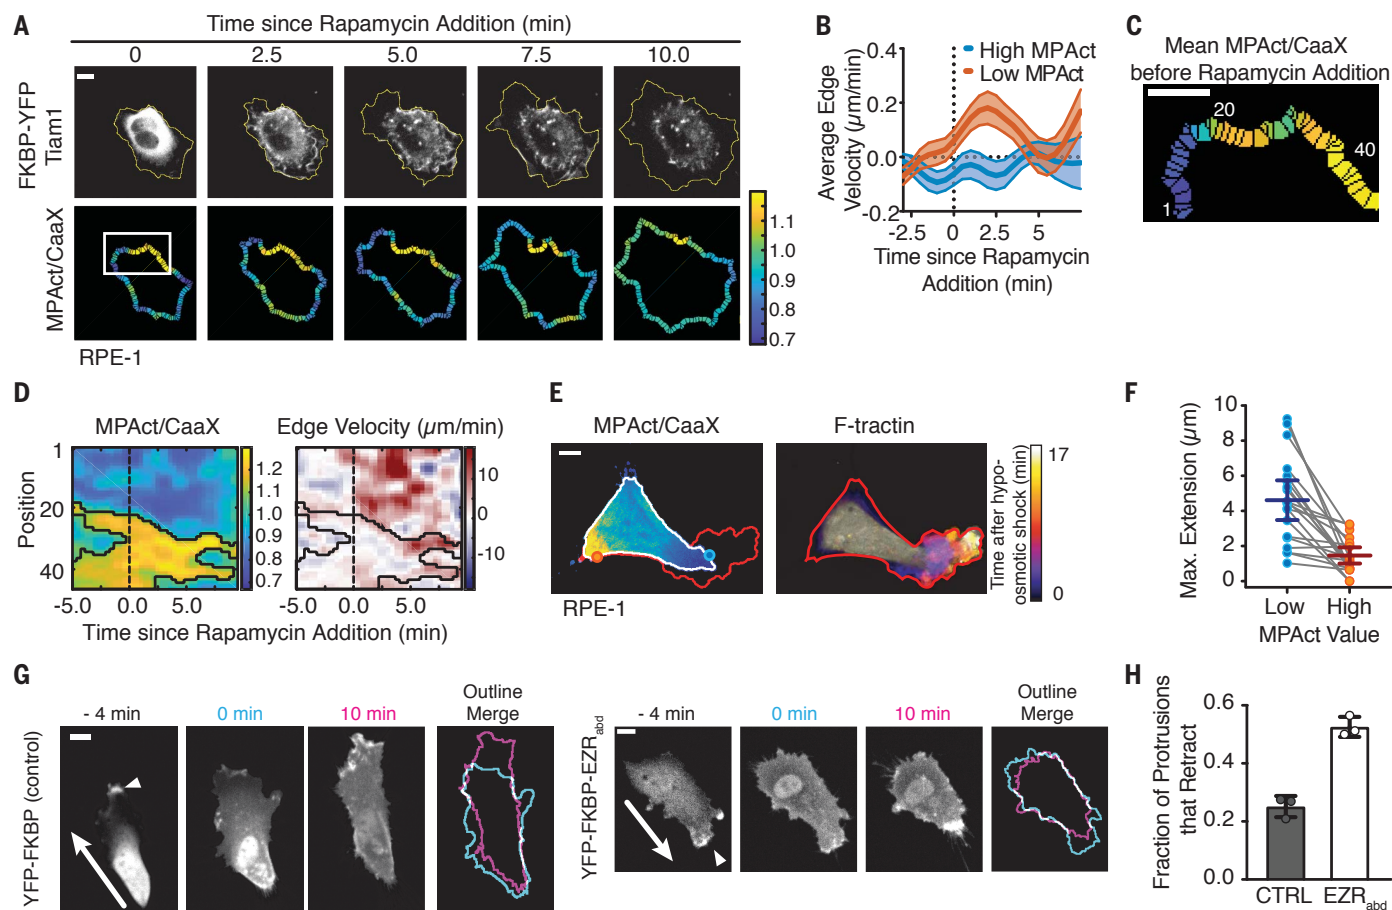 A
Time since Rapamycin Addition (min)
0 2.5 5.0 7.5 10.0
FKBP-YFP
Tiam1
MPAct/CaaX
1.1
1.0
0.9
0.8
0.7
RPE-1
B
0.4
0.2
0.0
-0.2
Average Edge
Velocity (µm/min)
High MPAct
Low MPAct
-2.5 0 2.5 5
Time since Rapamycin
Addition (min)
C
Mean MPAct/CaaX
before Rapamycin Addition
20
40
1
D
MPAct/CaaX
Position
1
20
40
1.2
1.1
1.0
0.9
0.8
0.7
Edge Velocity (µm/min)
10
0
-10
-5.0 0.0 5.0
-5.0 0.0 5.0
Time since Rapamycin Addition (min)
E
MPAct/CaaX
F-tractin
RPE-1
Time after hypo-
osmotic shock (min)
17
0
F
Max. Extension (µm)
10
8
6
4
2
0
Low High
MPAct Value
G
YFP-FKBP (control)
- 4 min
0 min
10 min
Outline
Merge
YFP-FKBP-EZRabd
- 4 min
0 min
10 min
Outline
Merge
H
Fraction of Protrusions
that Retract
0.6
0.4
0.2
0.0
CTRL EZRabd